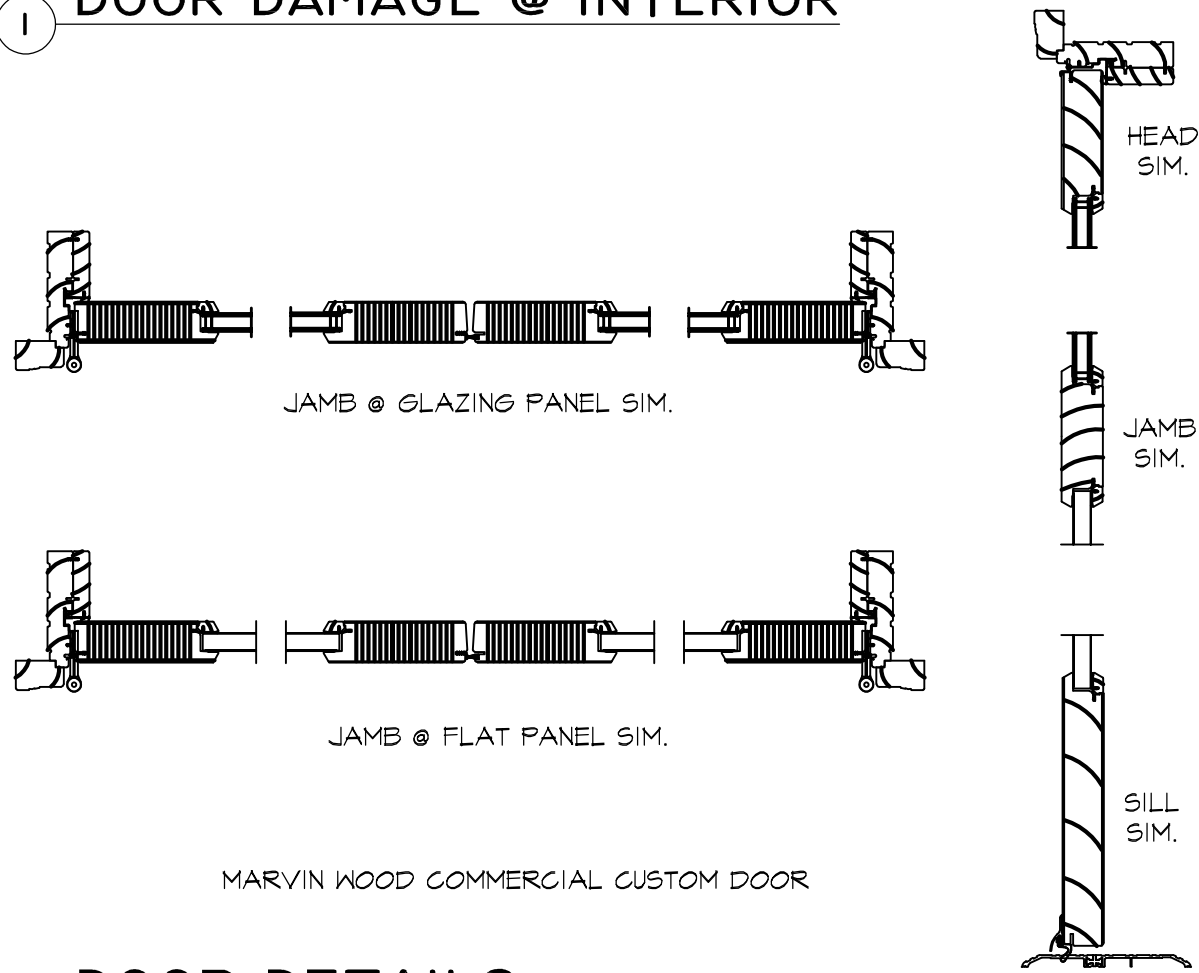 1 DOOR DAMAGE @ INTERIOR
HEAD
SIM.
JAMB @ GLAZING PANEL SIM.
JAMB
SIM.
JAMB @ FLAT PANEL SIM.
SILL
SIM.
MARVIN WOOD COMMERCIAL CUSTOM DOOR
DOOR DETAILS